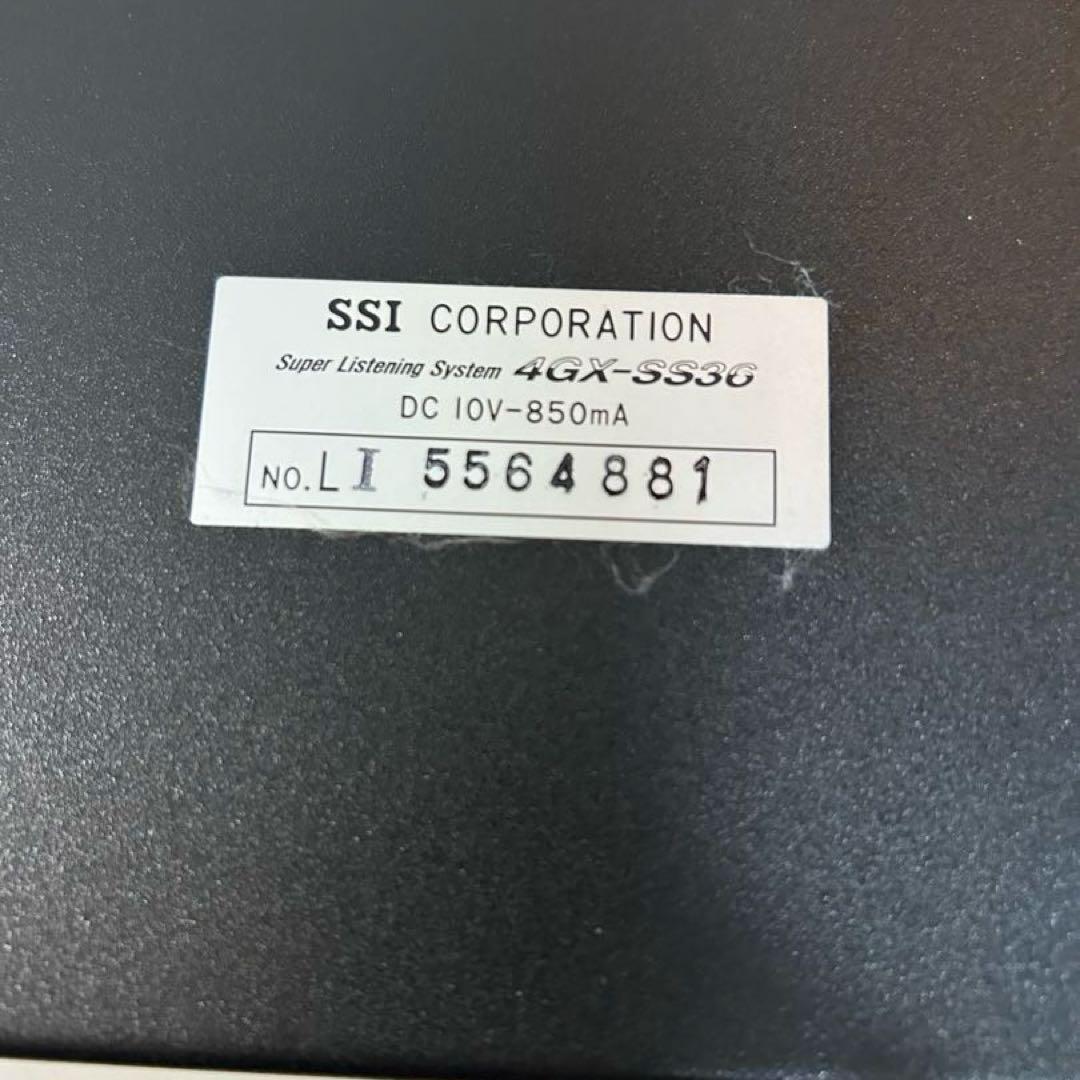 SSI CORPORATION
Super Listening System 4GX-SS36
DC 10V-850mA
NO. LI 5564881